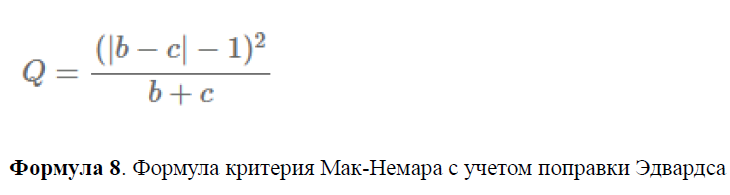 Q = (|b − c| − 1)² / (b + c)
Формула 8. Формула критерия Мак-Немара с учетом поправки Эдвардса